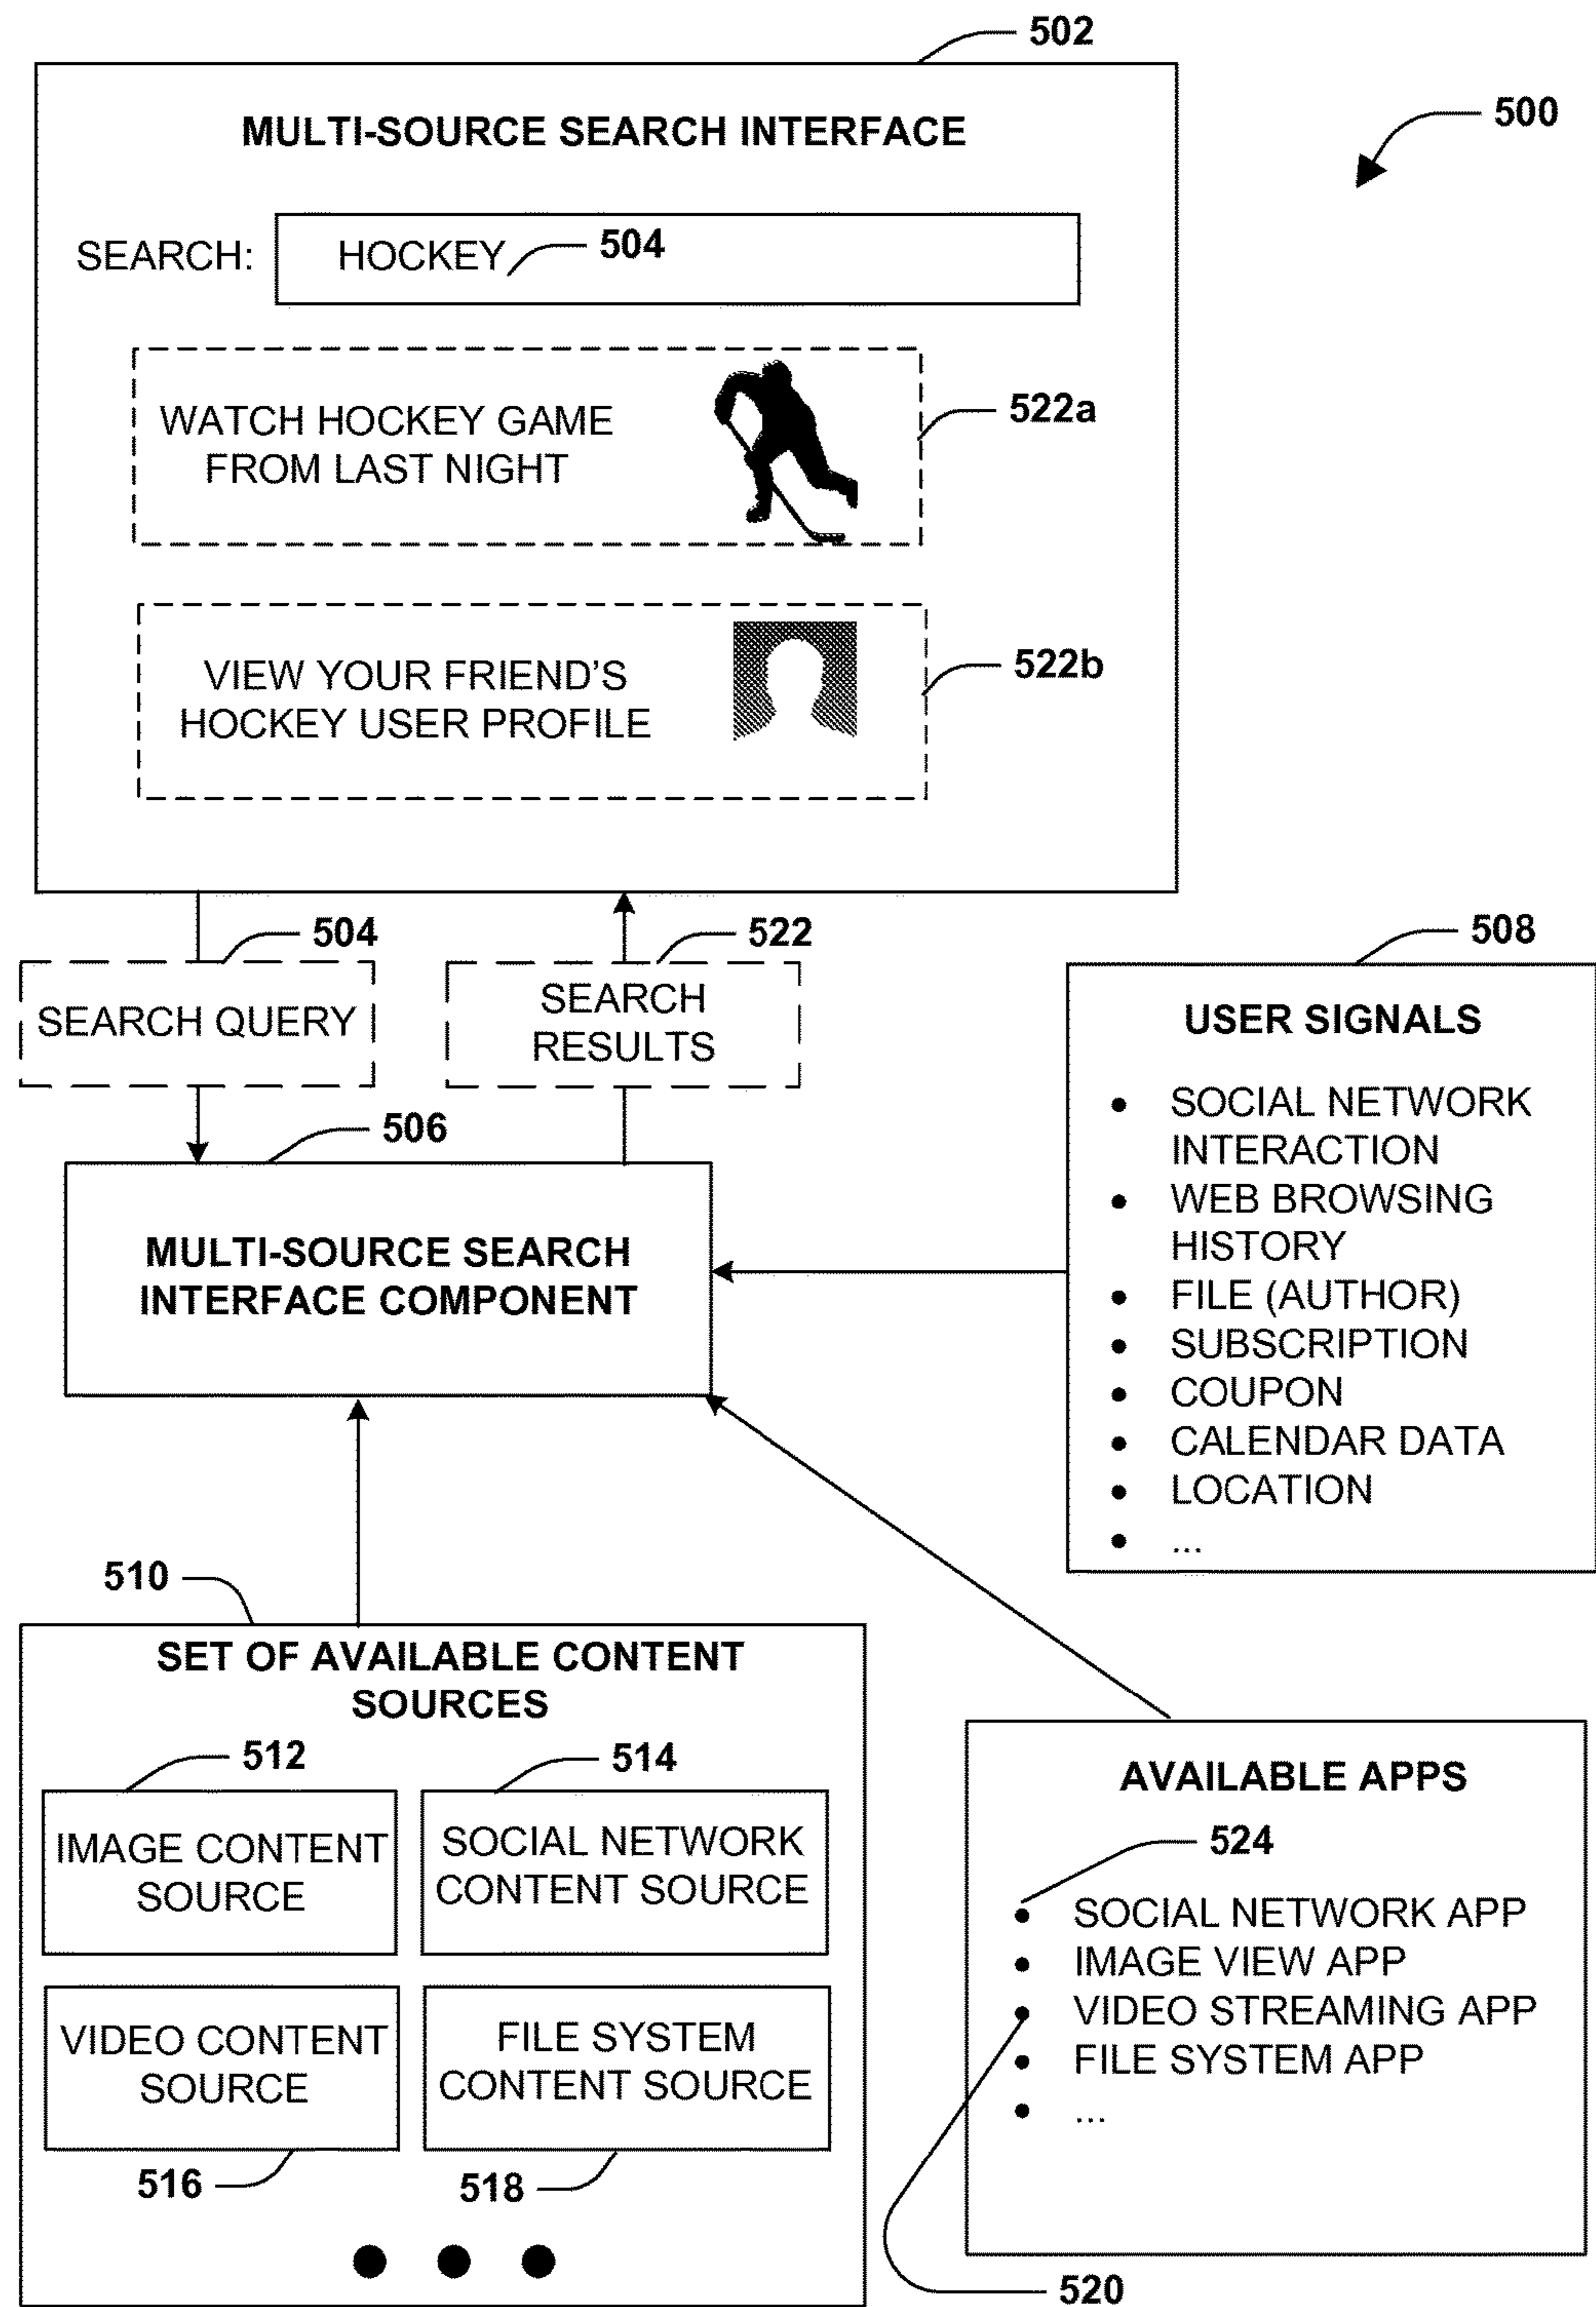 502
500
MULTI-SOURCE SEARCH INTERFACE
SEARCH:
HOCKEY
504
WATCH HOCKEY GAME
FROM LAST NIGHT
522a
VIEW YOUR FRIEND'S
HOCKEY USER PROFILE
522b
504
SEARCH QUERY
522
SEARCH
RESULTS
508
USER SIGNALS
• SOCIAL NETWORK
INTERACTION
• WEB BROWSING
HISTORY
• FILE (AUTHOR)
• SUBSCRIPTION
• COUPON
• CALENDAR DATA
• LOCATION
• ...
506
MULTI-SOURCE SEARCH
INTERFACE COMPONENT
510
SET OF AVAILABLE CONTENT
SOURCES
512
IMAGE CONTENT
SOURCE
514
SOCIAL NETWORK
CONTENT SOURCE
VIDEO CONTENT
SOURCE
516
FILE SYSTEM
CONTENT SOURCE
518
AVAILABLE APPS
524
• SOCIAL NETWORK APP
• IMAGE VIEW APP
• VIDEO STREAMING APP
• FILE SYSTEM APP
• ...
520